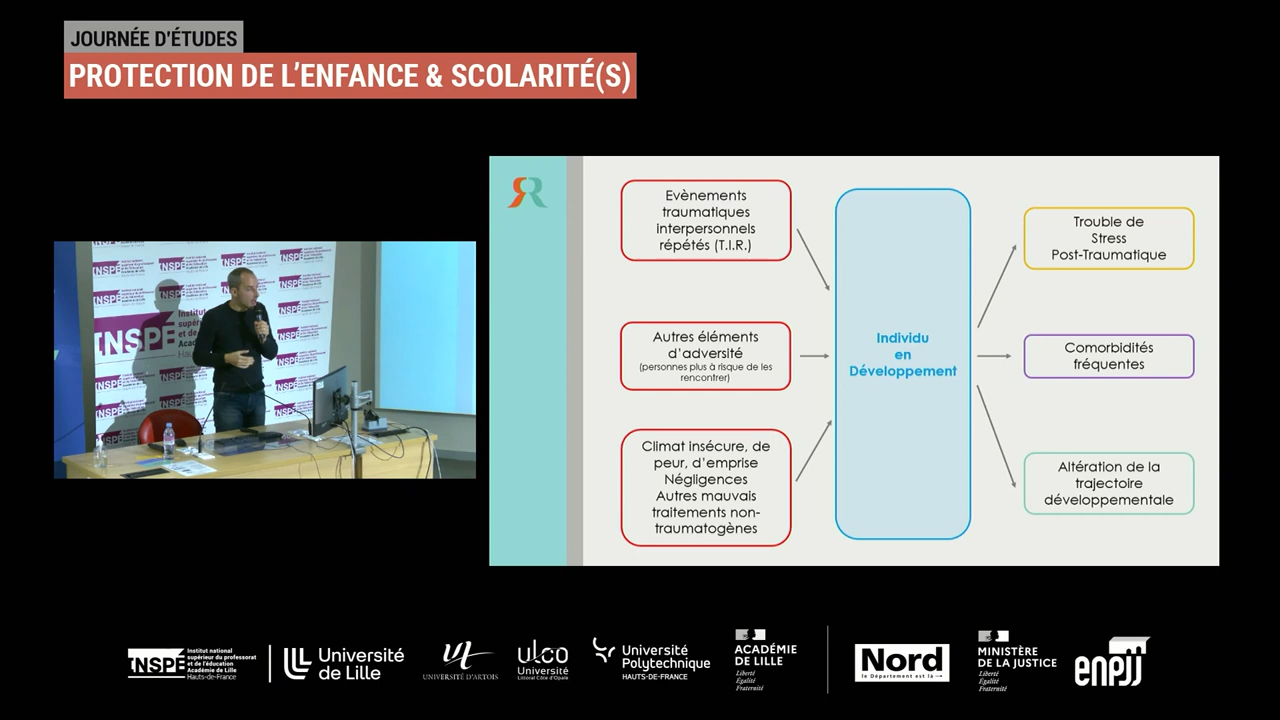 JOURNÉE D'ÉTUDES
PROTECTION DE L'ENFANCE & SCOLARITÉ(S)
Evènements
traumatiques
interpersonnels
répétés (T.I.R.)
Autres éléments
d'adversité
(personnes plus à risque de les
rencontrer)
Climat insécure, de
peur, d'emprise
Négligences
Autres mauvais
traitements non-
traumatogènes
Individu
en
Développement
Trouble de
Stress
Post-Traumatique
Comorbidités
fréquentes
Altération de la
trajectoire
développementale
INSPÉ
Institut
INSPÉ
Institut national
supérieur du professorat
et de l'éducation
Académie de Lille
Hauts-de-France
Université
de Lille
UNIVERSITÉ D'ARTOIS
ULCO
Université
Littoral Côte d'Opale
Université
Polytechnique
HAUTS-DE-FRANCE
ACADÉMIE
DE LILLE
Liberté
Égalité
Fraternité
Nord
le Département est là
MINISTÈRE
DE LA JUSTICE
Liberté
Égalité
Fraternité
enpjj